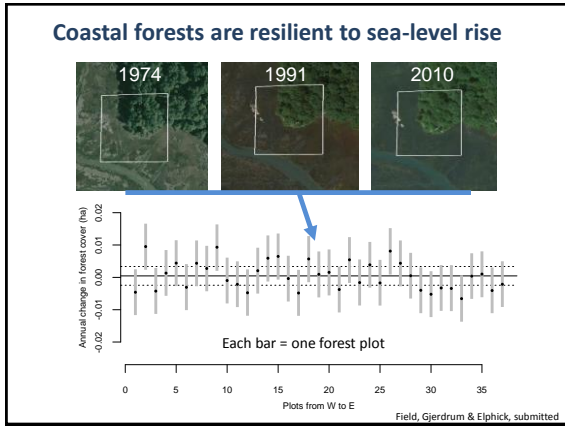 Coastal forests are resilient to sea-level rise
1974
1991
2010
Annual change in forest cover (ha)
0.02
0.01
0.00
-0.01
-0.02
Each bar = one forest plot
0 5 10 15 20 25 30 35
Plots from W to E
Field, Gjerdrum & Elphick, submitted